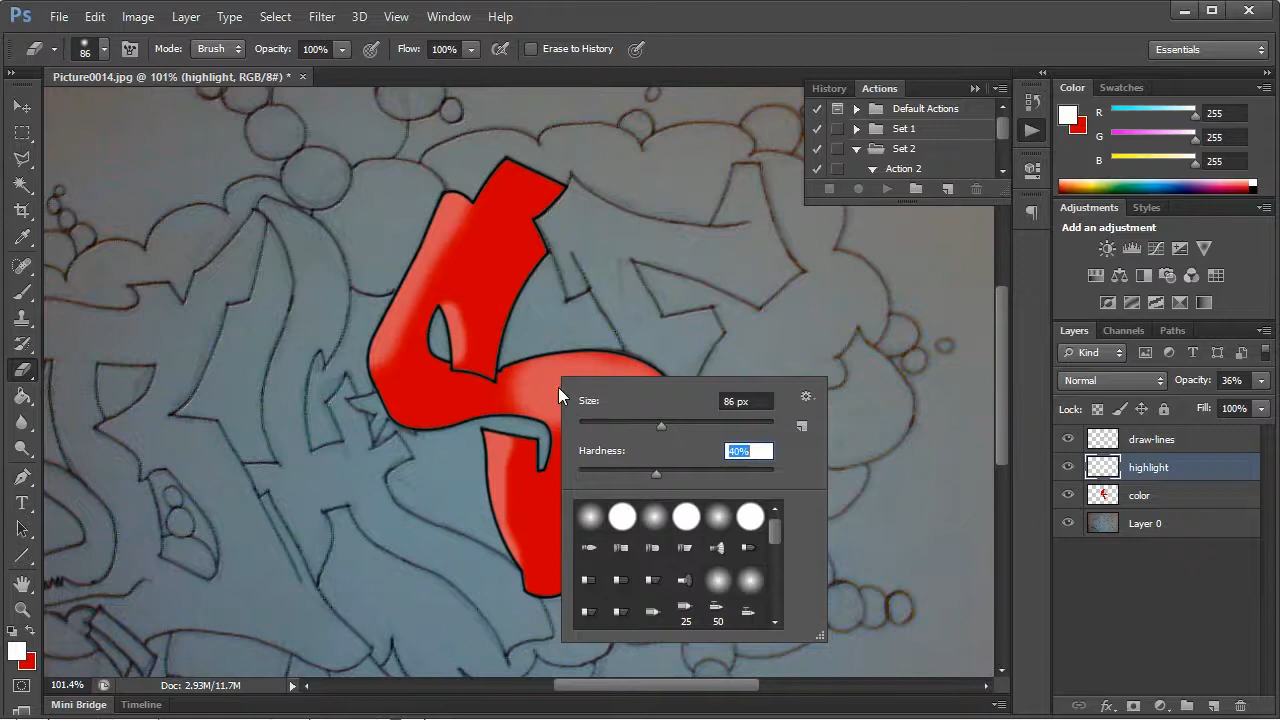 Ps File Edit Image Layer Type Select Filter 3D View Window Help
86 Mode: Brush Opacity: 100% Flow: 100% Erase to History Essentials
Picture0014.jpg @ 101% (highlight, RGB/8#) * ×
History Actions
Default Actions
Set 1
Set 2
Action 2
Color Swatches
R 255
G 255
B 255
Adjustments Styles
Add an adjustment
Layers Channels Paths
Kind
Normal Opacity: 36%
Lock: Fill: 100%
draw-lines
highlight
color
Layer 0
Size: 86 px
Hardness: 40%
25 50
101.4% Doc: 2.93M/11.7M
Mini Bridge Timeline